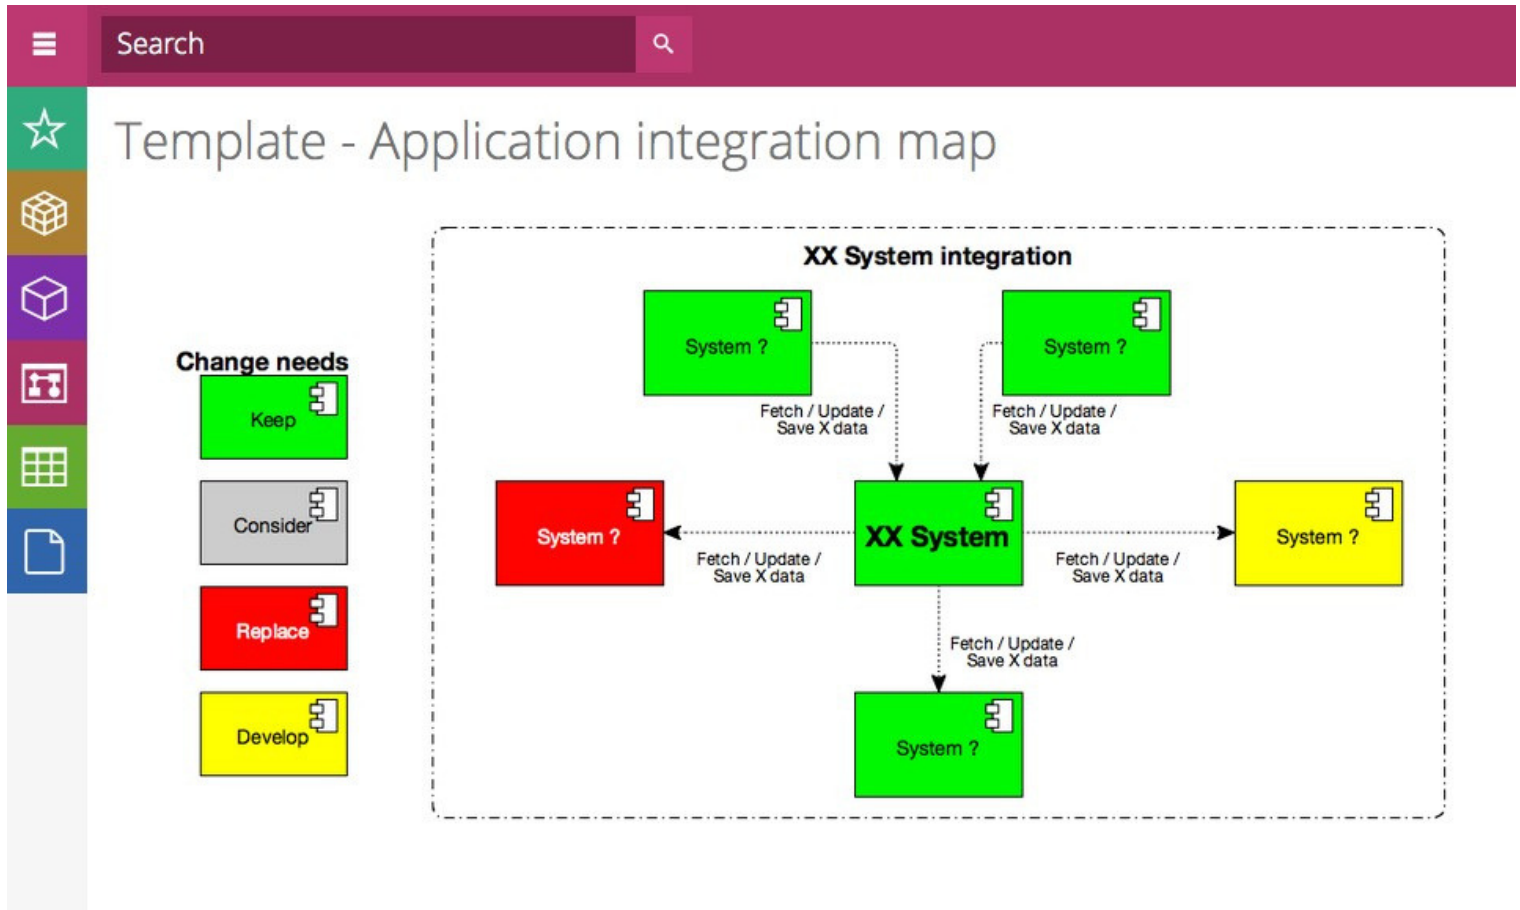 Search
Template - Application integration map
XX System integration
System ?
System ?
Change needs
Keep
Fetch / Update /
Save X data
Fetch / Update /
Save X data
Consider
System ?
XX System
System ?
Fetch / Update /
Save X data
Fetch / Update /
Save X data
Replace
Fetch / Update /
Save X data
Develop
System ?